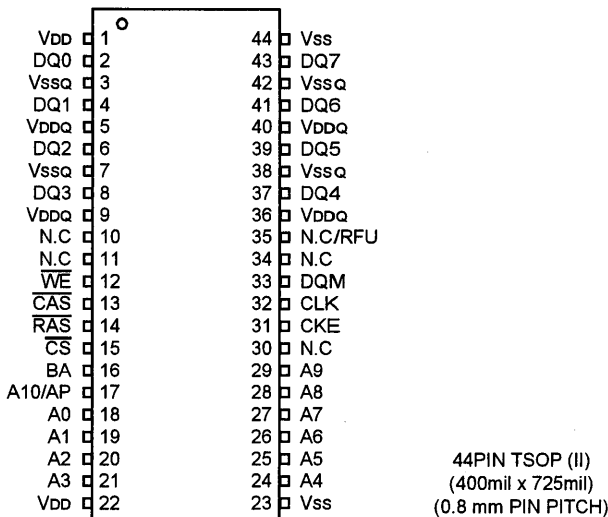 VDD 1 44 Vss
DQ0 2 43 DQ7
VssQ 3 42 VssQ
DQ1 4 41 DQ6
VDDQ 5 40 VDDQ
DQ2 6 39 DQ5
VssQ 7 38 VssQ
DQ3 8 37 DQ4
VDDQ 9 36 VDDQ
N.C 10 35 N.C/RFU
N.C 11 34 N.C
W̅E̅ 12 33 DQM
C̅A̅S̅ 13 32 CLK
R̅A̅S̅ 14 31 CKE
C̅S̅ 15 30 N.C
BA 16 29 A9
A10/AP 17 28 A8
A0 18 27 A7
A1 19 26 A6
A2 20 25 A5
A3 21 24 A4
VDD 22 23 Vss
44PIN TSOP (II)
(400mil x 725mil)
(0.8 mm PIN PITCH)